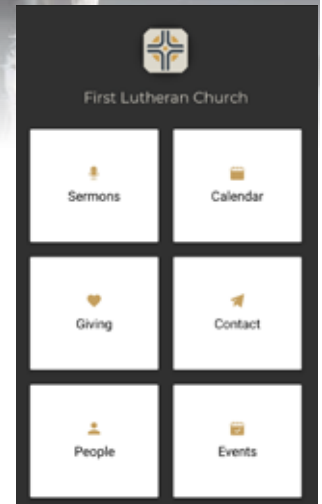 First Lutheran Church
Sermons
Calendar
Giving
Contact
People
Events